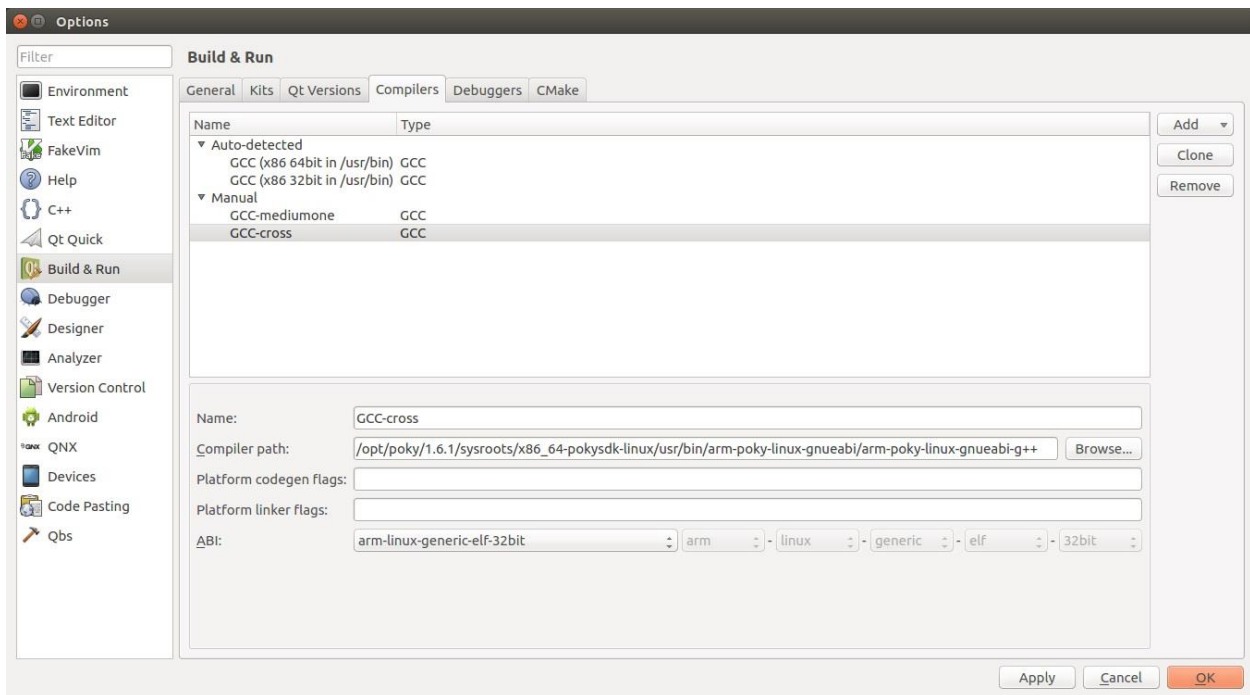 Options
Filter
Environment
Text Editor
FakeVim
Help
C++
Qt Quick
Build & Run
Debugger
Designer
Analyzer
Version Control
Android
QNX QNX
Devices
Code Pasting
Qbs
Build & Run
General Kits Qt Versions Compilers Debuggers CMake
Name Type
Auto-detected
GCC (x86 64bit in /usr/bin) GCC
GCC (x86 32bit in /usr/bin) GCC
Manual
GCC-mediumone GCC
GCC-cross GCC
Add
Clone
Remove
Name: GCC-cross
Compiler path: /opt/poky/1.6.1/sysroots/x86_64-pokysdk-linux/usr/bin/arm-poky-linux-gnueabi/arm-poky-linux-gnueabi-g++ Browse...
Platform codegen flags:
Platform linker flags:
ABI: arm-linux-generic-elf-32bit arm - linux - generic - elf - 32bit
Apply Cancel OK